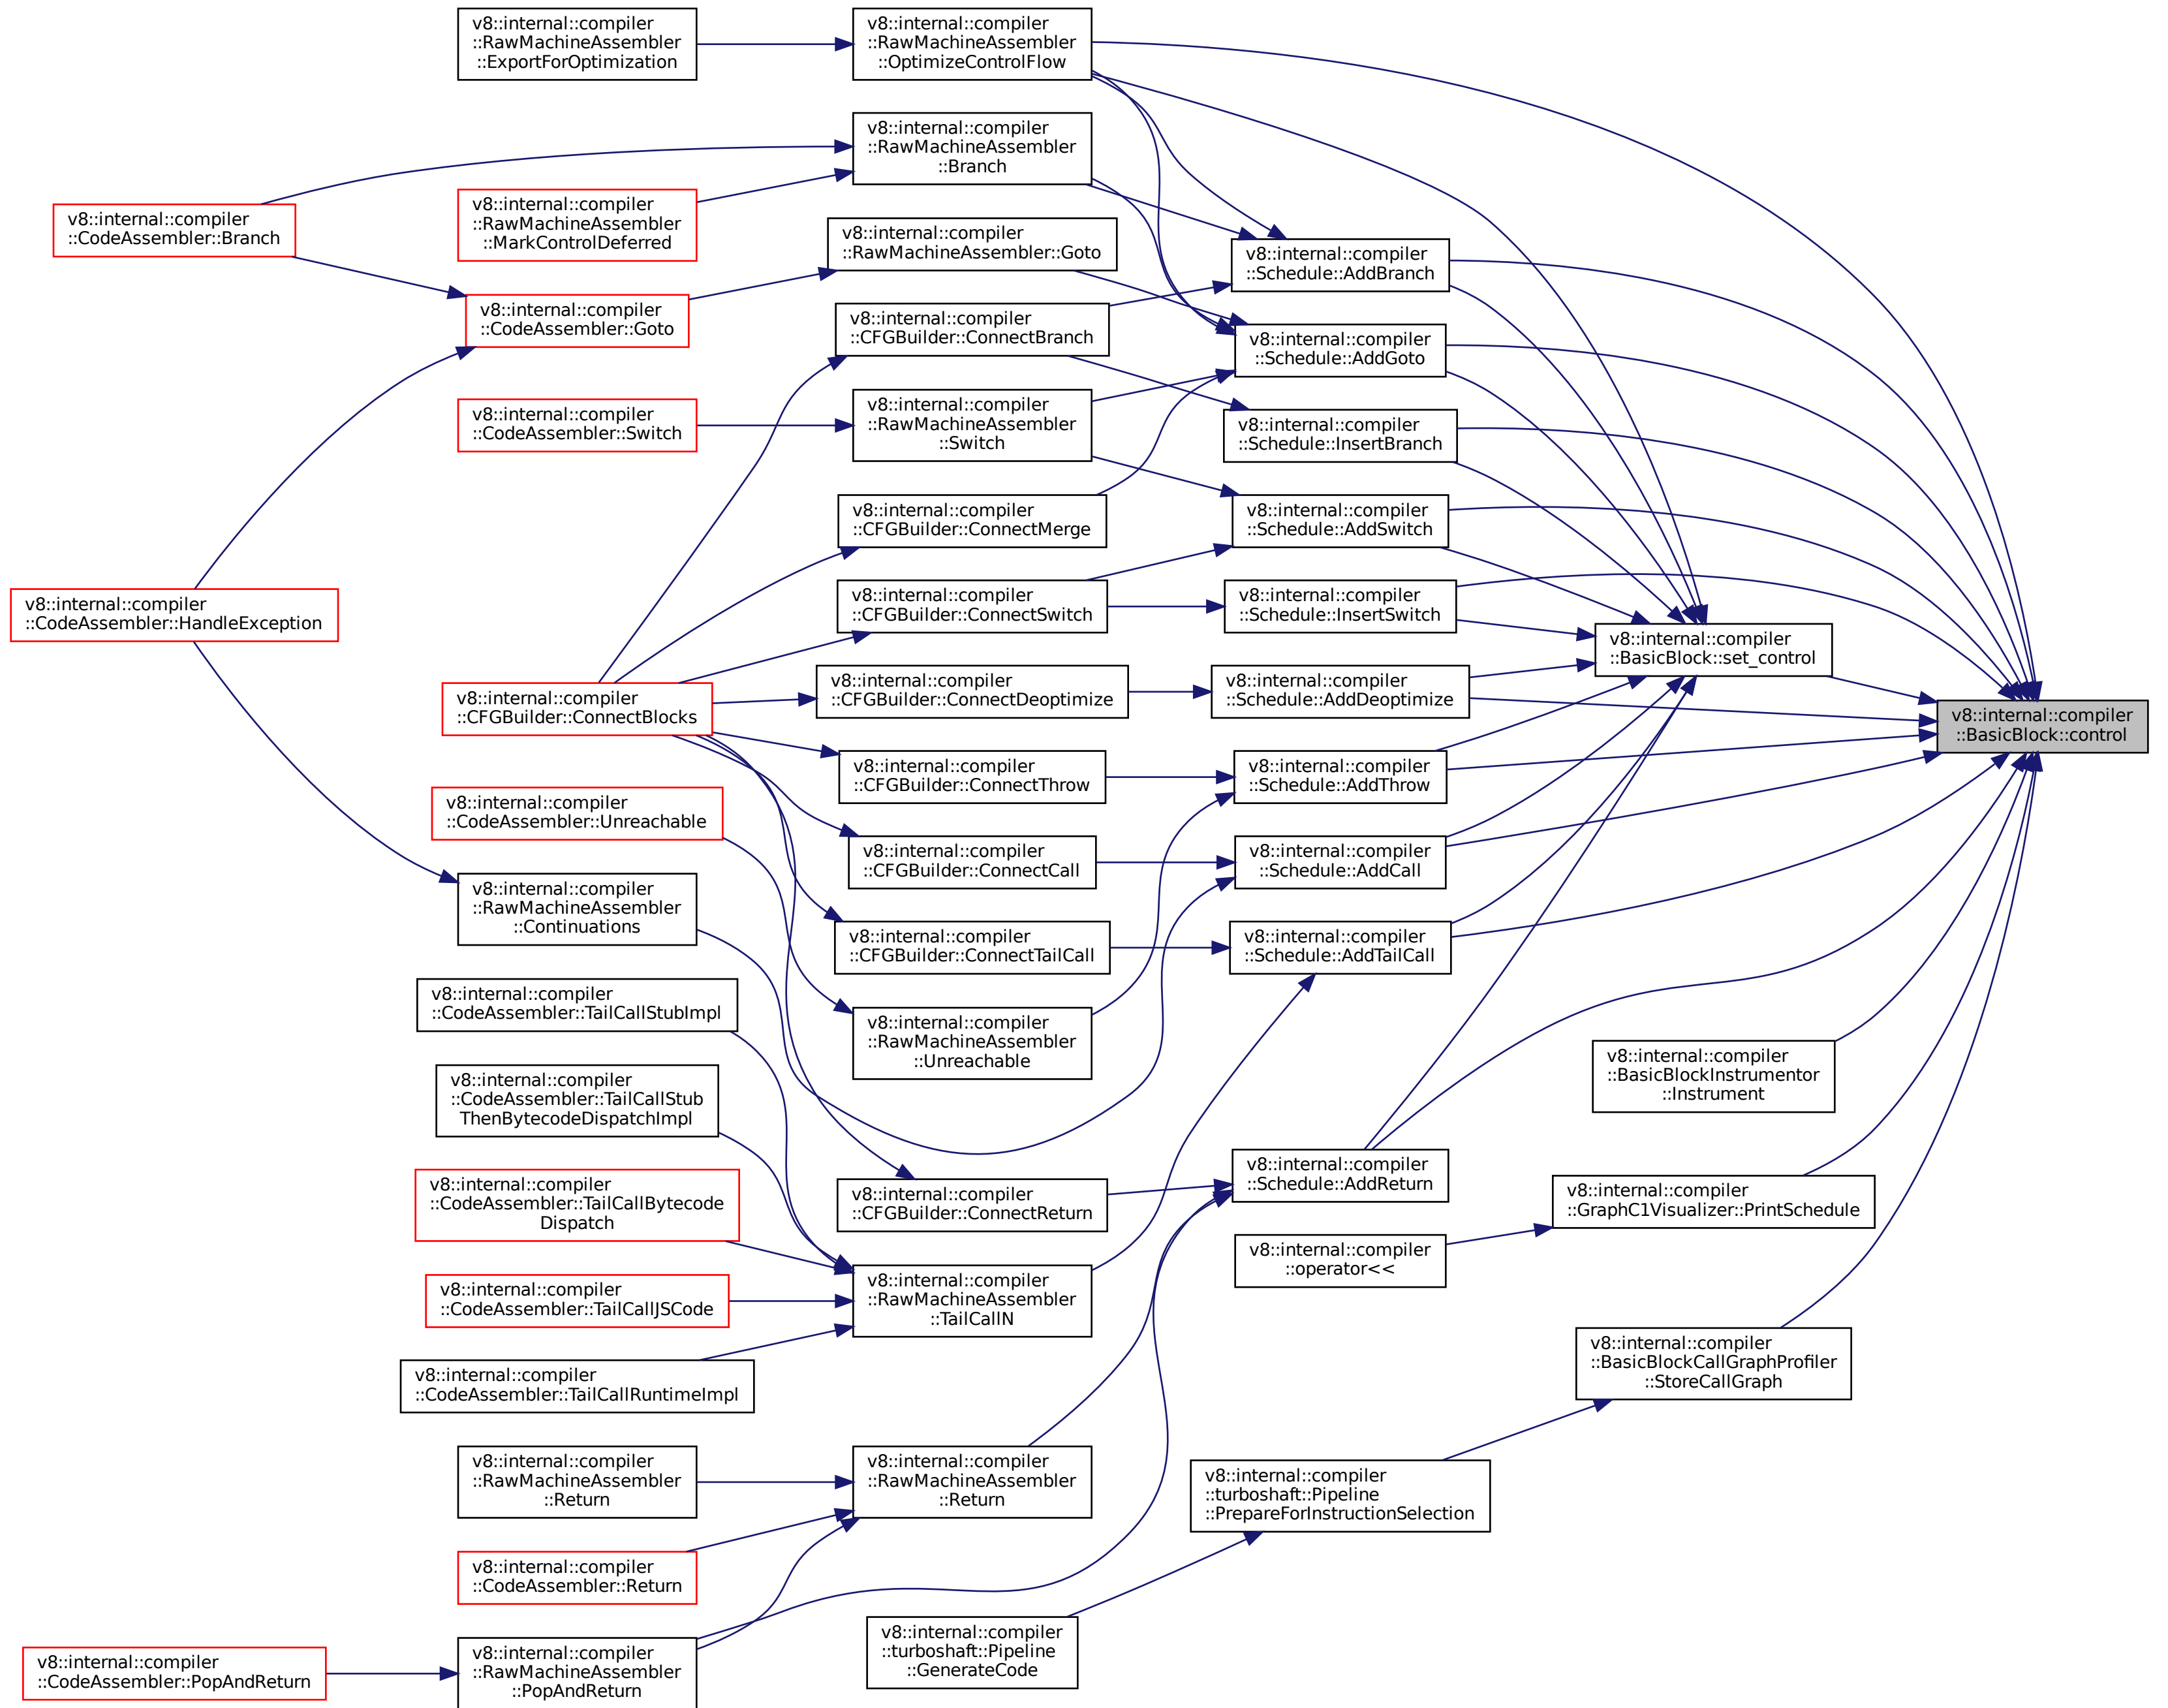 v8::internal::compiler
::RawMachineAssembler
::ExportForOptimization
v8::internal::compiler
::RawMachineAssembler
::OptimizeControlFlow
v8::internal::compiler
::RawMachineAssembler
::Branch
v8::internal::compiler
::RawMachineAssembler
::MarkControlDeferred
v8::internal::compiler
::CodeAssembler::Branch
v8::internal::compiler
::RawMachineAssembler::Goto
v8::internal::compiler
::Schedule::AddBranch
v8::internal::compiler
::CodeAssembler::Goto
v8::internal::compiler
::CFGBuilder::ConnectBranch
v8::internal::compiler
::Schedule::AddGoto
v8::internal::compiler
::CodeAssembler::Switch
v8::internal::compiler
::RawMachineAssembler
::Switch
v8::internal::compiler
::Schedule::InsertBranch
v8::internal::compiler
::CFGBuilder::ConnectMerge
v8::internal::compiler
::Schedule::AddSwitch
v8::internal::compiler
::CodeAssembler::HandleException
v8::internal::compiler
::CFGBuilder::ConnectSwitch
v8::internal::compiler
::Schedule::InsertSwitch
v8::internal::compiler
::BasicBlock::set_control
v8::internal::compiler
::CFGBuilder::ConnectBlocks
v8::internal::compiler
::CFGBuilder::ConnectDeoptimize
v8::internal::compiler
::Schedule::AddDeoptimize
v8::internal::compiler
::BasicBlock::control
v8::internal::compiler
::CodeAssembler::Unreachable
v8::internal::compiler
::CFGBuilder::ConnectThrow
v8::internal::compiler
::Schedule::AddThrow
v8::internal::compiler
::CFGBuilder::ConnectCall
v8::internal::compiler
::Schedule::AddCall
v8::internal::compiler
::RawMachineAssembler
::Continuations
v8::internal::compiler
::CFGBuilder::ConnectTailCall
v8::internal::compiler
::Schedule::AddTailCall
v8::internal::compiler
::CodeAssembler::TailCallStubImpl
v8::internal::compiler
::RawMachineAssembler
::Unreachable
v8::internal::compiler
::BasicBlockInstrumentor
::Instrument
v8::internal::compiler
::CodeAssembler::TailCallStub
ThenBytecodeDispatchImpl
v8::internal::compiler
::CodeAssembler::TailCallBytecode
Dispatch
v8::internal::compiler
::CFGBuilder::ConnectReturn
v8::internal::compiler
::Schedule::AddReturn
v8::internal::compiler
::GraphC1Visualizer::PrintSchedule
v8::internal::compiler
::operator<<
v8::internal::compiler
::CodeAssembler::TailCallJSCode
v8::internal::compiler
::RawMachineAssembler
::TailCallN
v8::internal::compiler
::CodeAssembler::TailCallRuntimeImpl
v8::internal::compiler
::BasicBlockCallGraphProfiler
::StoreCallGraph
v8::internal::compiler
::RawMachineAssembler
::Return
v8::internal::compiler
::RawMachineAssembler
::Return
v8::internal::compiler
::turboshaft::Pipeline
::PrepareForInstructionSelection
v8::internal::compiler
::CodeAssembler::Return
v8::internal::compiler
::turboshaft::Pipeline
::GenerateCode
v8::internal::compiler
::CodeAssembler::PopAndReturn
v8::internal::compiler
::RawMachineAssembler
::PopAndReturn